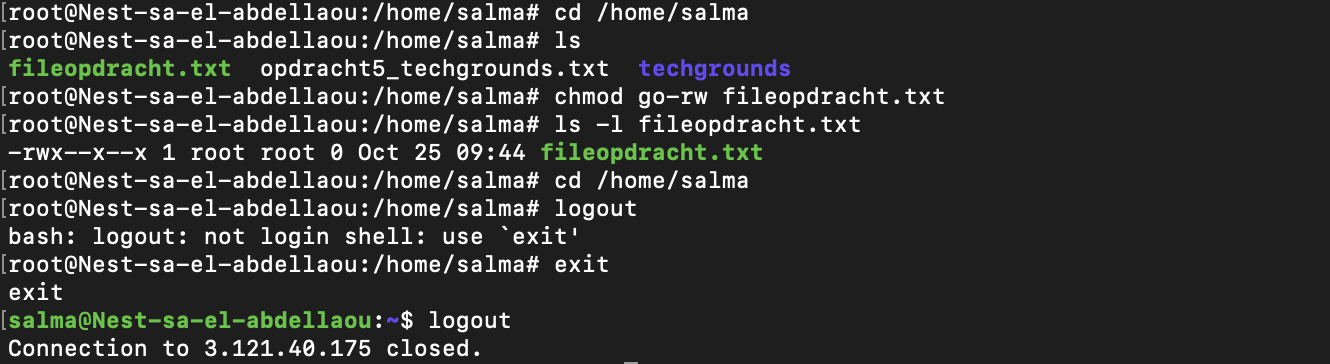 [root@Nest-sa-el-abdellaou:/home/salma# cd /home/salma
[root@Nest-sa-el-abdellaou:/home/salma# ls
fileopdracht.txt  opdracht5_techgrounds.txt  techgrounds
[root@Nest-sa-el-abdellaou:/home/salma# chmod go-rw fileopdracht.txt
[root@Nest-sa-el-abdellaou:/home/salma# ls -l fileopdracht.txt
-rwx--x--x 1 root root 0 Oct 25 09:44 fileopdracht.txt
[root@Nest-sa-el-abdellaou:/home/salma# cd /home/salma
[root@Nest-sa-el-abdellaou:/home/salma# logout
bash: logout: not login shell: use `exit'
[root@Nest-sa-el-abdellaou:/home/salma# exit
exit
[salma@Nest-sa-el-abdellaou:~$ logout
Connection to 3.121.40.175 closed.